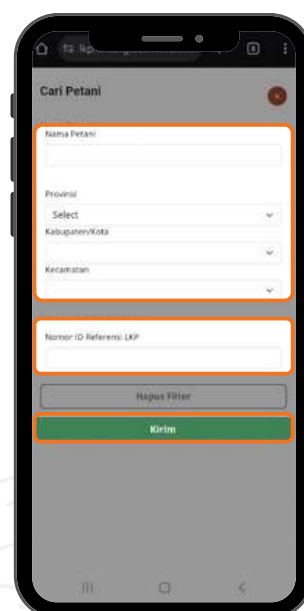 Cari Petani
Nama Petani
Provinsi
Select
Kabupaten/Kota
Kecamatan
Nomor ID Referensi LKP
Hapus Filter
Kirim